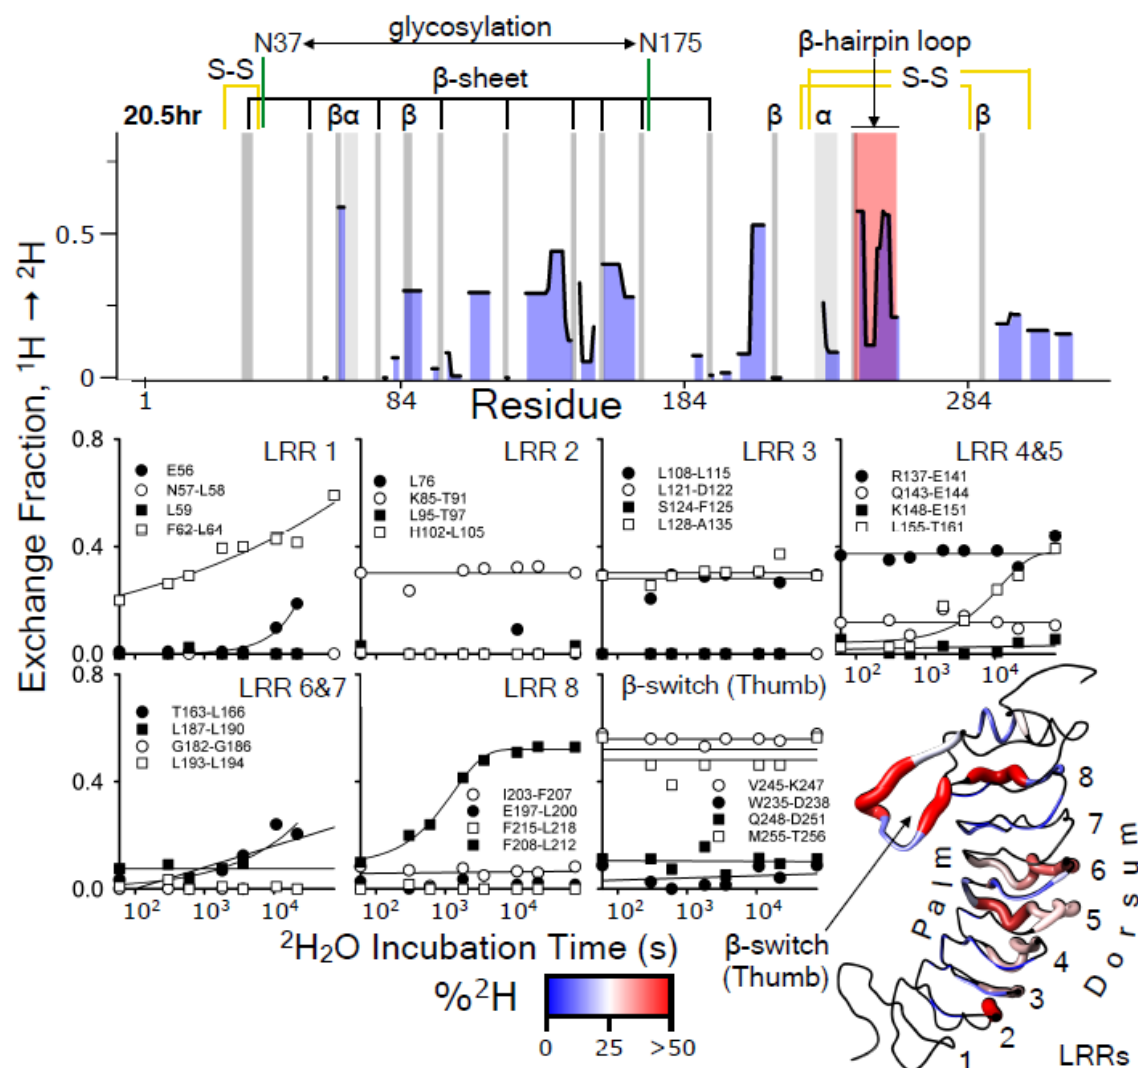 glycosylation
N37
N175
β-hairpin loop
S-S
β-sheet
S-S
20.5hr
βα
β
β
α
β
0.5
0
1
84
184
284
Residue
Exchange Fraction, ¹H → ²H
LRR 1
E56
N57-L58
L59
F62-L64
LRR 2
L76
K85-T91
L95-T97
H102-L105
LRR 3
L108-L115
L121-D122
S124-F125
L128-A135
LRR 4&5
R137-E141
Q143-E144
K148-E151
L155-T161
0.8
0.4
0.0
10² 10³ 10⁴
LRR 6&7
T163-L166
L187-L190
G182-G186
L193-L194
LRR 8
I203-F207
E197-L200
F215-L218
F208-L212
β-switch (Thumb)
V245-K247
W235-D238
Q248-D251
M255-T256
0.8
0.4
0.0
10² 10³ 10⁴
10² 10³ 10⁴
10² 10³ 10⁴
²H₂O Incubation Time (s)
%²H
0 25 >50
β-switch
(Thumb)
Palm
Dorsum
8
7
6
5
4
3
2
1
LRRs